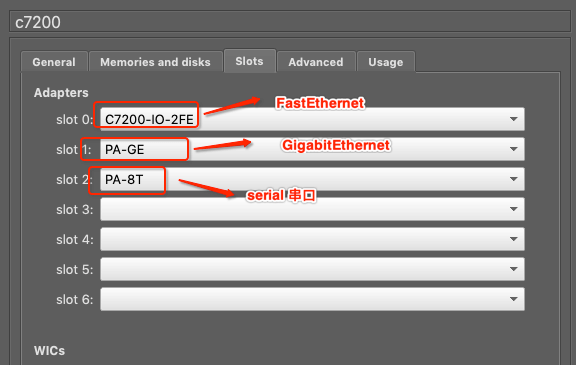 c7200
General Memories and disks Slots Advanced Usage
Adapters
slot 0: C7200-IO-2FE FastEthernet
slot 1: PA-GE GigabitEthernet
slot 2: PA-8T serial 串口
slot 3:
slot 4:
slot 5:
slot 6:
WICs